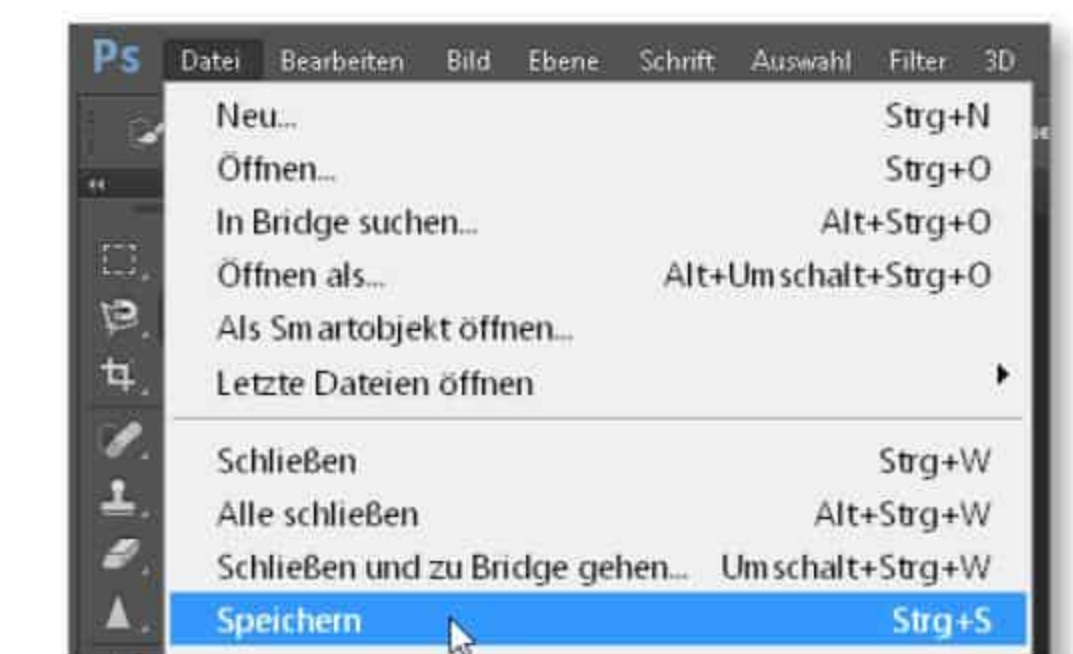 Ps Datei Bearbeiten Bild Ebene Schrift Auswahl Filter 3D
Neu... Strg+N
Öffnen... Strg+O
In Bridge suchen... Alt+Strg+O
Öffnen als... Alt+Umschalt+Strg+O
Als Smartobjekt öffnen...
Letzte Dateien öffnen
Schließen Strg+W
Alle schließen Alt+Strg+W
Schließen und zu Bridge gehen... Umschalt+Strg+W
Speichern Strg+S